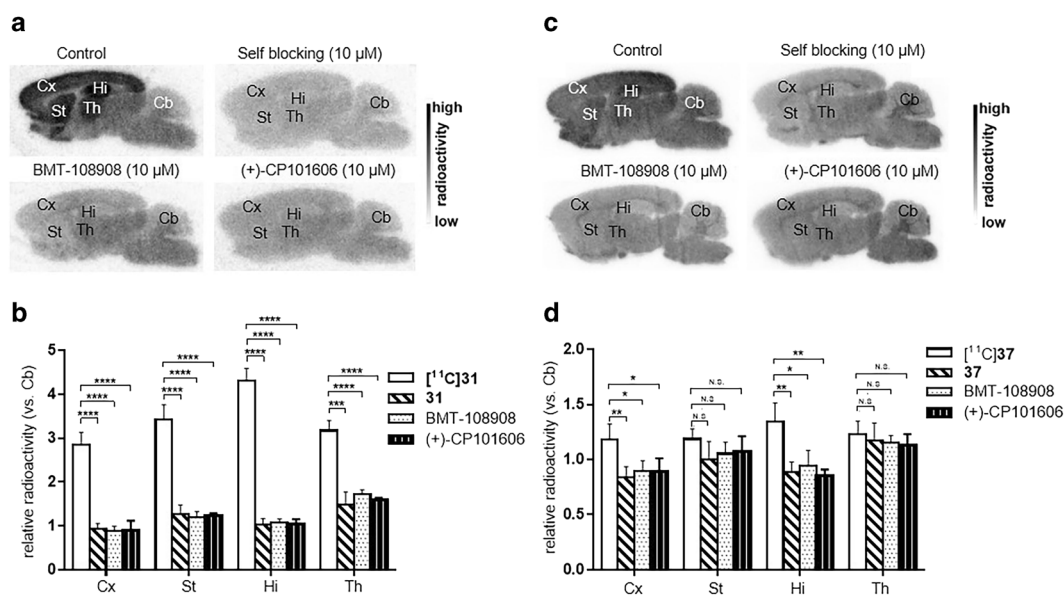 a
Control
Self blocking (10 µM)
Cx
Hi
St
Th
Cb
Cx
Hi
St
Th
Cb
BMT-108908 (10 µM)
(+)-CP101606 (10 µM)
Cx
Hi
St
Th
Cb
Cx
Hi
St
Th
Cb
high
radioactivity
low
c
Control
Self blocking (10 µM)
Cx
Hi
St
Th
Cb
Cx
Hi
St
Th
Cb
BMT-108908 (10 µM)
(+)-CP101606 (10 µM)
Cx
Hi
St
Th
Cb
Cx
Hi
St
Th
Cb
high
radioactivity
low
b
relative radioactivity (vs. Cb)
5
4
3
2
1
0
****
****
****
****
****
****
****
****
****
****
****
***
Cx
St
Hi
Th
[¹¹C]31
31
BMT-108908
(+)-CP101606
d
relative radioactivity (vs. Cb)
2.0
1.5
1.0
0.5
0.0
*
*
**
N.S.
N.S
N.S
**
*
**
N.S.
N.S
N.S
Cx
St
Hi
Th
[¹¹C]37
37
BMT-108908
(+)-CP101606